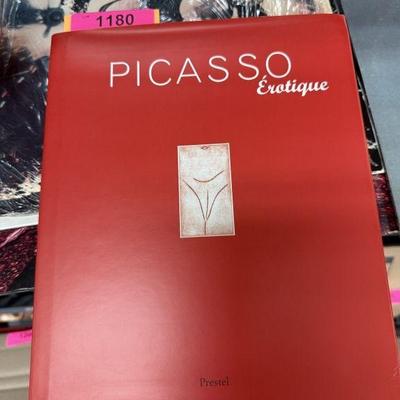 1180
PICASSO
Érotique
Prestel